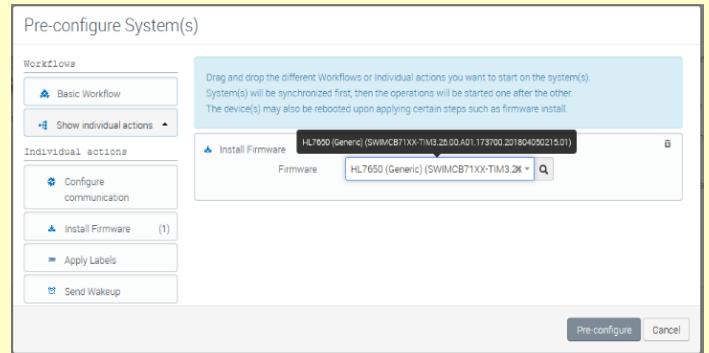 Pre-configure System(s)
Workflows
Basic Workflow
Show individual actions
Individual actions
Configure
communication
Install Firmware (1)
Apply Labels
Send Wakeup
Drag and drop the different Workflows or Individual actions you want to start on the system(s).
System(s) will be synchronized first, then the operations will be started one after the other.
The device(s) may also be rebooted upon applying certain steps such as firmware install.
Install Firmware
HL7650 (Generic) (SWIMCB71XX-TIM3.26.00.A01.173700.201804050215.01)
Firmware HL7650 (Generic) (SWIMCB71XX-TIM3.2
Pre-configure Cancel